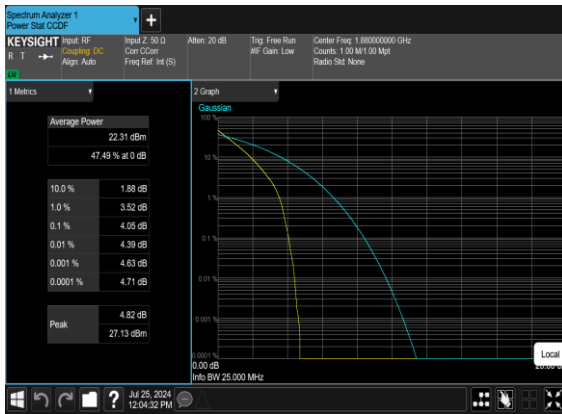 Spectrum Analyzer 1
Power Stat CCDF
+
KEYSIGHT
R T
LW
Input: RF
Coupling: DC
Align: Auto
Input Z: 50 Ω
Corr CCorr
Freq Ref: Int (S)
Atten: 20 dB
Trig: Free Run
#IF Gain: Low
Center Freq: 1.880000000 GHz
Counts: 1.00 M/1.00 Mpt
Radio Std: None
1 Metrics
Average Power
22.31 dBm
47.49 % at 0 dB
10.0 % 1.88 dB
1.0 % 3.52 dB
0.1 % 4.05 dB
0.01 % 4.39 dB
0.001 % 4.63 dB
0.0001 % 4.71 dB
Peak
4.82 dB
27.13 dBm
2 Graph
Gaussian
100 %
10 %
1 %
0.1 %
0.01 %
0.001 %
0.0001 %
0.00 dB
Info BW 25.000 MHz
Local
?
Jul 25, 2024
12:04:32 PM